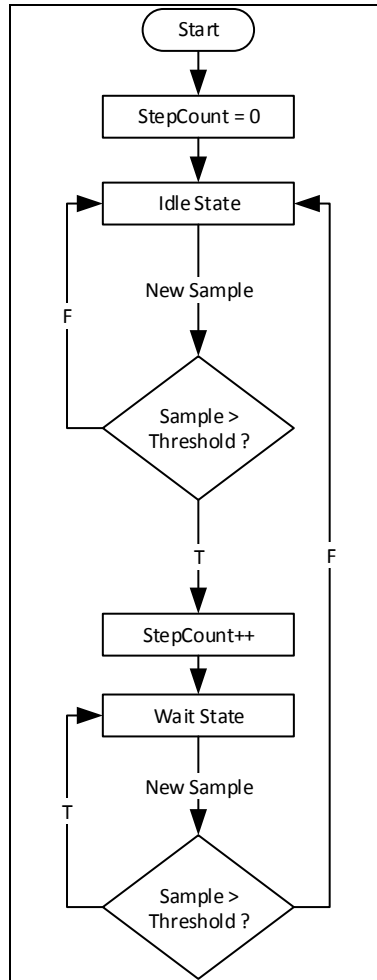 Start
StepCount = 0
Idle State
New Sample
F
Sample >
Threshold ?
T
F
StepCount++
Wait State
New Sample
T
Sample >
Threshold ?